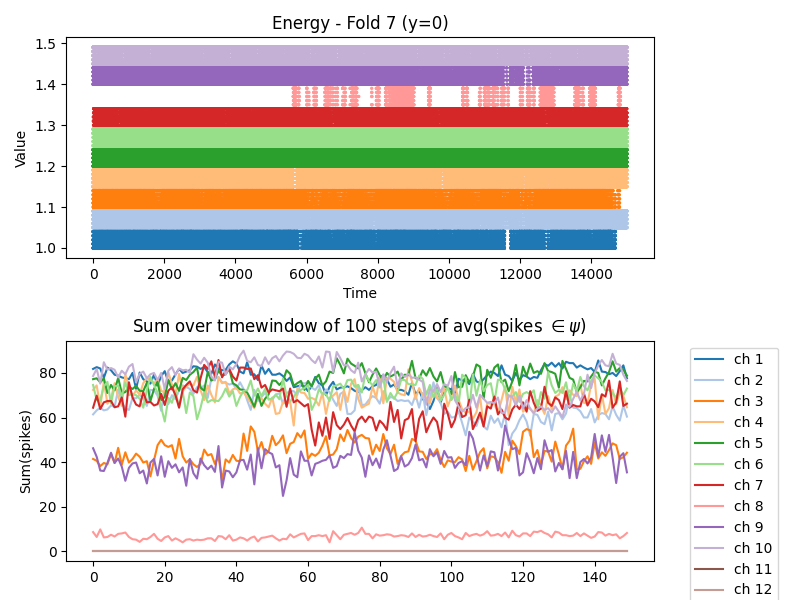 Energy - Fold 7 (y=0)
Value
1.5
1.4
1.3
1.2
1.1
1.0
0
2000
4000
6000
8000
10000
12000
14000
Time
Sum over timewindow of 100 steps of avg(spikes ∈ ψ)
Sum(spikes)
80
60
40
20
0
0
20
40
60
80
100
120
140
ch 1
ch 2
ch 3
ch 4
ch 5
ch 6
ch 7
ch 8
ch 9
ch 10
ch 11
ch 12